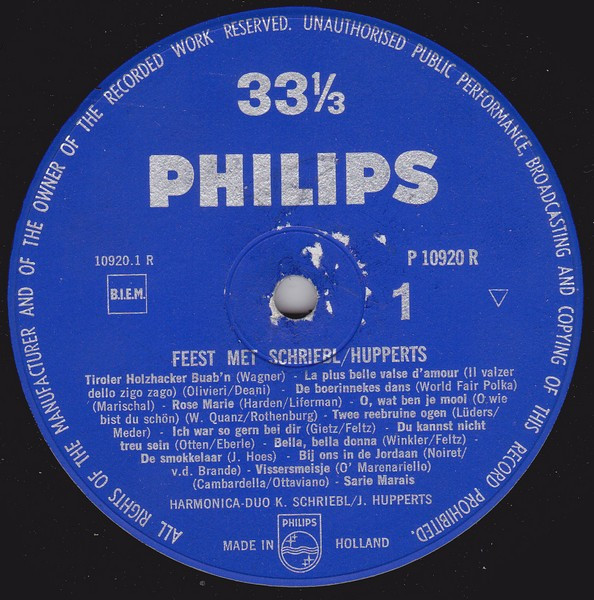 ALL RIGHTS OF THE MANUFACTURER AND OF THE OWNER OF THE RECORDED WORK RESERVED. UNAUTHORISED PUBLIC PERFORMANCE, BROADCASTING AND COPYING OF THIS RECORD PROHIBITED.
33⅓
PHILIPS
10920.1 R
B.I.E.M.
P 10920 R
1
FEEST MET SCHRIEBL/HUPPERTS
Tiroler Holzhacker Buab'n (Wagner) - La plus belle valse d'amour (Il valzer
dello zigo zago) (Olivieri/Deani) - De boerinnekes dans (World Fair Polka)
(Marischal) - Rose Marie (Harden/Liferman) - O, wat ben je mooi (O wie
bist du schön) (W. Quanz/Rothenburg) - Twee reebruine ogen (Lüders/
Meder) - Ich war so gern bei dir (Gietz/Feltz) - Du kannst nicht
treu sein (Otten/Eberle) - Bella, bella donna (Winkler/Feltz) -
De smokkelaar (J. Hoes) - Bij ons in de Jordaan (Noiret/
v.d. Brande) - Vissersmeisje (O' Marenariello)
(Cambardella/Ottaviano) - Sarie Marais
HARMONICA-DUO K. SCHRIEBL/J. HUPPERTS
PHILIPS
MADE IN HOLLAND